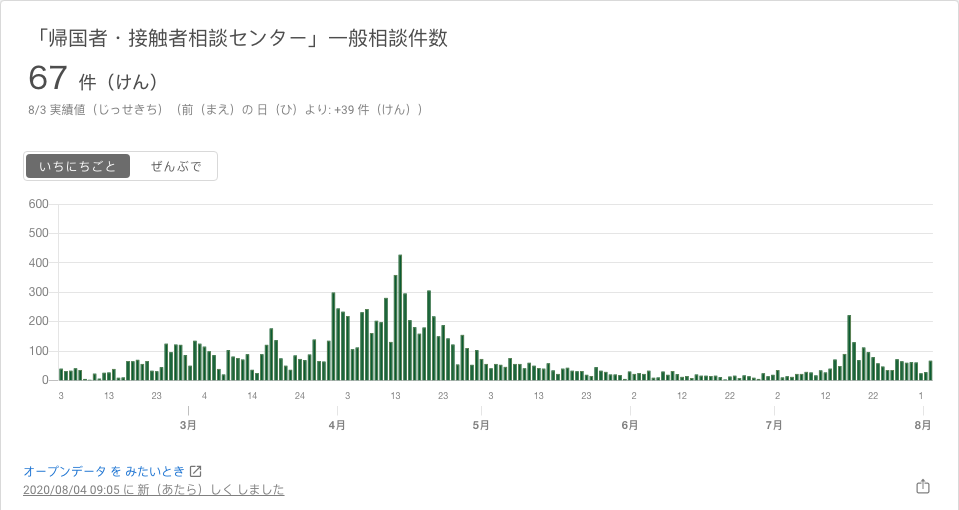 「帰国者・接触者相談センター」一般相談件数
67 件（けん）
8/3 実績値（じっせきち）（前（まえ）の 日（ひ）より: +39 件（けん））
いちにちごと ぜんぶで
600
500
400
300
200
100
0
3 13 23 4 14 24 3 13 23 3 13 23 2 12 22 2 12 22 1
3月 4月 5月 6月 7月 8月
オープンデータ を みたいとき
2020/08/04 09:05 に 新（あたら）しく しました